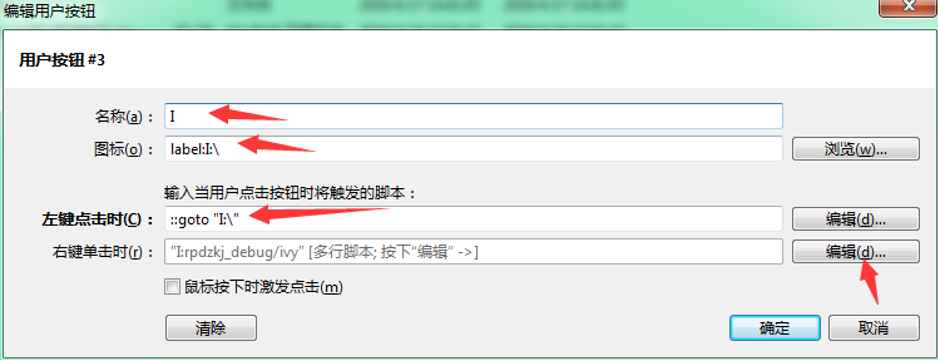 编辑用户按钮
用户按钮 #3
名称(a)： I
图标(o)： label:I:\ 浏览(w)...
输入当用户点击按钮时将触发的脚本：
左键点击时(C)： ::goto "I:\" 编辑(d)...
右键单击时(r)： "I:rpdzkj_debug/ivy" [多行脚本; 按下"编辑" ->] 编辑(d)...
鼠标按下时激发点击(m)
清除 确定 取消